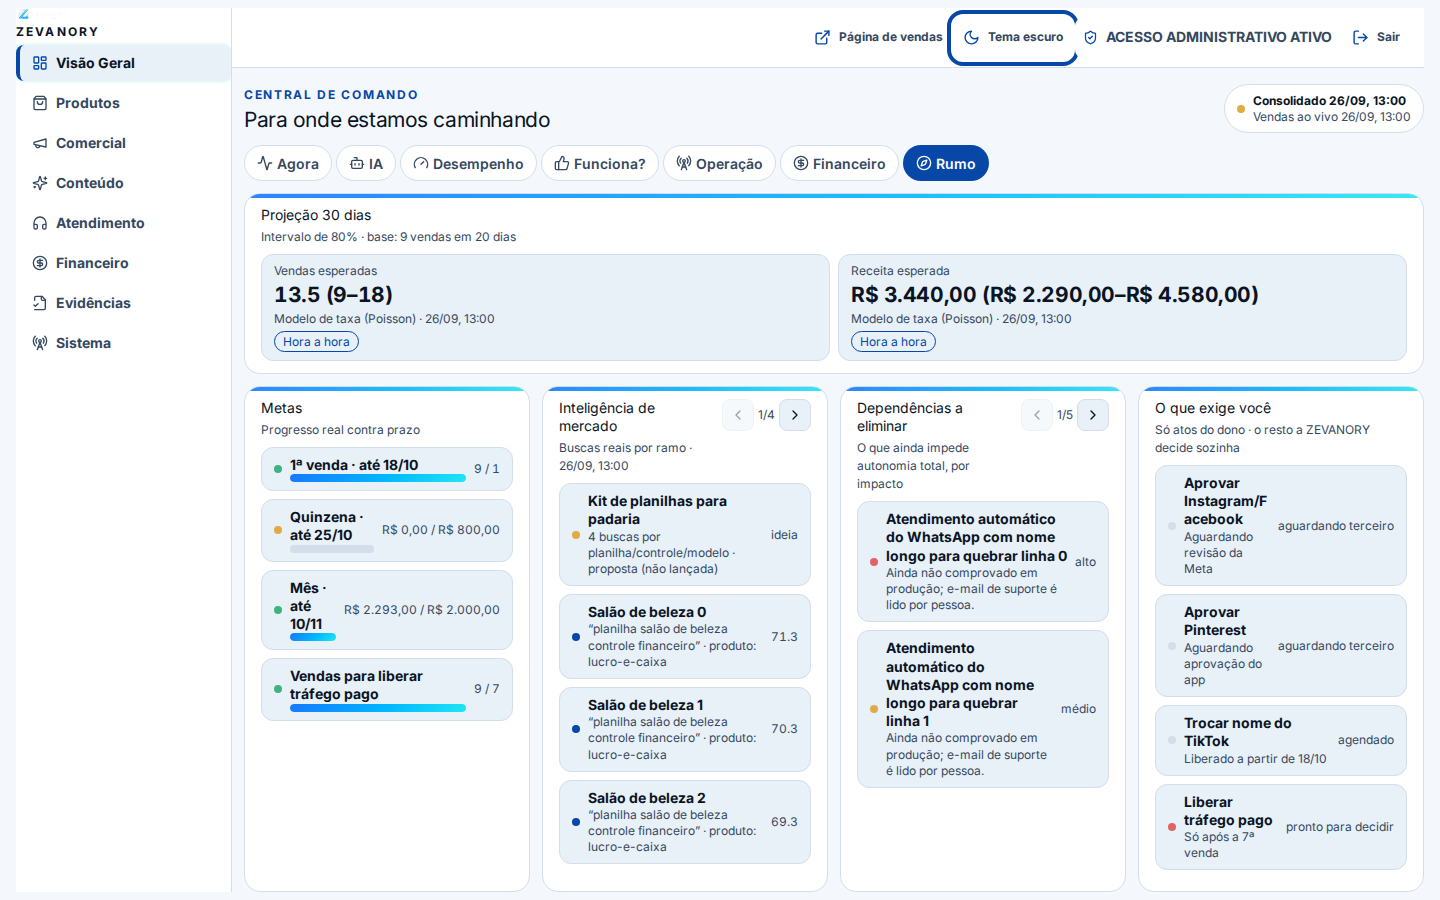 ZEVANORY
Visão Geral
Produtos
Comercial
Conteúdo
Atendimento
Financeiro
Evidências
Sistema
Página de vendas
Tema escuro
ACESSO ADMINISTRATIVO ATIVO
Sair
CENTRAL DE COMANDO
Para onde estamos caminhando
Consolidado 26/09, 13:00
Vendas ao vivo 26/09, 13:00
Agora
IA
Desempenho
Funciona?
Operação
Financeiro
Rumo
Projeção 30 dias
Intervalo de 80% · base: 9 vendas em 20 dias
Vendas esperadas
13.5 (9–18)
Modelo de taxa (Poisson) · 26/09, 13:00
Hora a hora
Receita esperada
R$ 3.440,00 (R$ 2.290,00–R$ 4.580,00)
Modelo de taxa (Poisson) · 26/09, 13:00
Hora a hora
Metas
Progresso real contra prazo
1ª venda · até 18/10
9 / 1
Quinzena ·
até 25/10
R$ 0,00 / R$ 800,00
Mês ·
até
10/11
R$ 2.293,00 / R$ 2.000,00
Vendas para liberar
tráfego pago
9 / 7
Inteligência de
mercado
1/4
Buscas reais por ramo ·
26/09, 13:00
Kit de planilhas para
padaria
4 buscas por
planilha/controle/modelo ·
proposta (não lançada)
ideia
Salão de beleza 0
“planilha salão de beleza
controle financeiro” · produto:
lucro-e-caixa
71.3
Salão de beleza 1
“planilha salão de beleza
controle financeiro” · produto:
lucro-e-caixa
70.3
Salão de beleza 2
“planilha salão de beleza
controle financeiro” · produto:
lucro-e-caixa
69.3
Dependências a
eliminar
1/5
O que ainda impede
autonomia total, por
impacto
Atendimento automático
do WhatsApp com nome
longo para quebrar linha 0
Ainda não comprovado em
produção; e-mail de suporte é
lido por pessoa.
alto
Atendimento
automático do
WhatsApp com nome
longo para quebrar
linha 1
Ainda não comprovado em
produção; e-mail de suporte
é lido por pessoa.
médio
O que exige você
Só atos do dono · o resto a ZEVANORY
decide sozinha
Aprovar
Instagram/F
acebook
Aguardando
revisão da
Meta
aguardando terceiro
Aprovar
Pinterest
Aguardando
aprovação do
app
aguardando terceiro
Trocar nome do
TikTok
Liberado a partir de 18/10
agendado
Liberar
tráfego pago
Só após a 7ª
venda
pronto para decidir